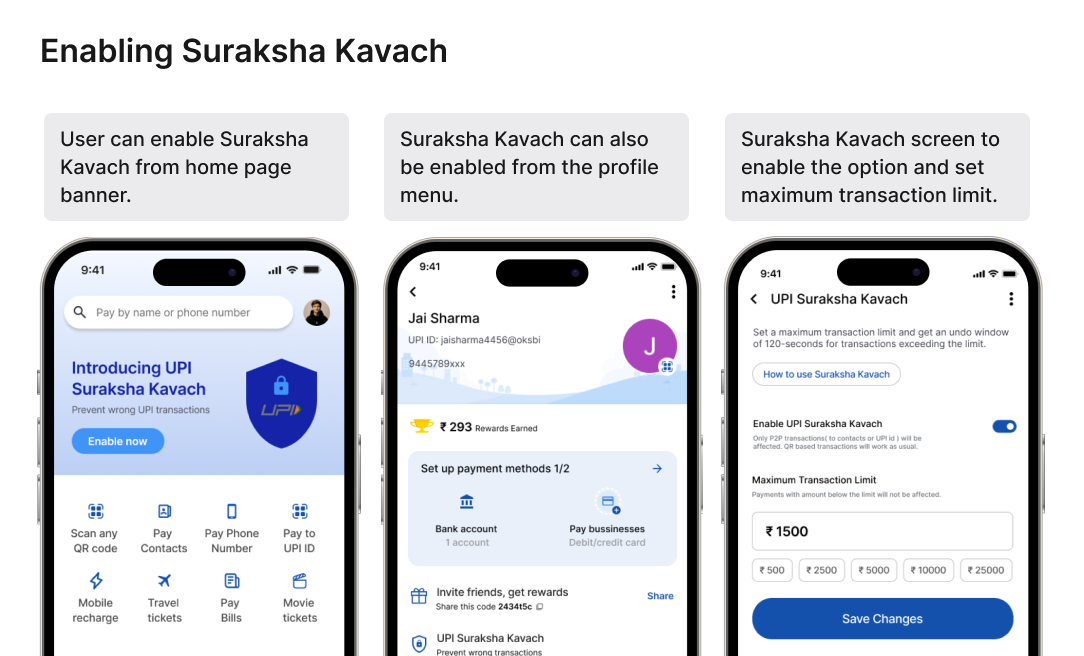 Enabling Suraksha Kavach
User can enable Suraksha
Kavach from home page
banner.
Suraksha Kavach can also
be enabled from the profile
menu.
Suraksha Kavach screen to
enable the option and set
maximum transaction limit.
9:41
Pay by name or phone number
Introducing UPI
Suraksha Kavach
Prevent wrong UPI transactions
Enable now
UPI
Scan any
QR code
Pay
Contacts
Pay Phone
Number
Pay to
UPI ID
Mobile
recharge
Travel
tickets
Pay
Bills
Movie
tickets
9:41
Jai Sharma
UPI ID: jaisharma4456@oksbi
9445789xxx
J
₹ 293 Rewards Earned
Set up payment methods 1/2
Bank account
1 account
Pay bussinesses
Debit/credit card
Invite friends, get rewards
Share this code 2434t5c
Share
UPI Suraksha Kavach
Prevent wrong transactions
9:41
UPI Suraksha Kavach
Set a maximum transaction limit and get an undo window
of 120-seconds for transactions exceeding the limit.
How to use Suraksha Kavach
Enable UPI Suraksha Kavach
Only P2P transactions( to contacts or UPI id ) will be
affected. QR based transactions will work as usual.
Maximum Transaction Limit
Payments with amount below the limit will not be affected.
₹ 1500
₹ 500
₹ 2500
₹ 5000
₹ 10000
₹ 25000
Save Changes